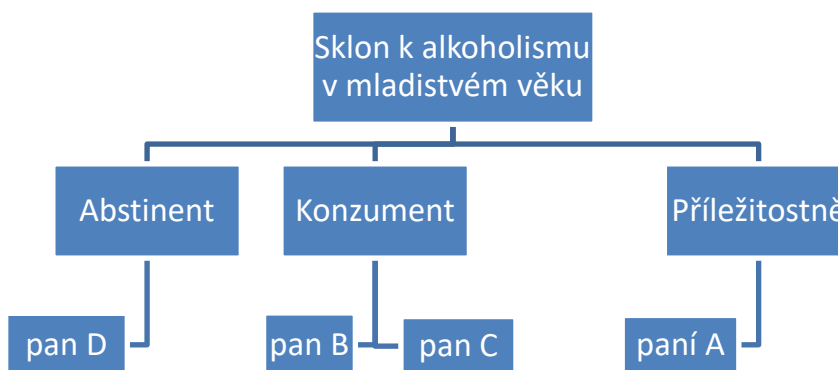 Sklon k alkoholismu
v mladistvém věku
Abstinent
Konzument
Příležitostně
pan D
pan B
pan C
paní A